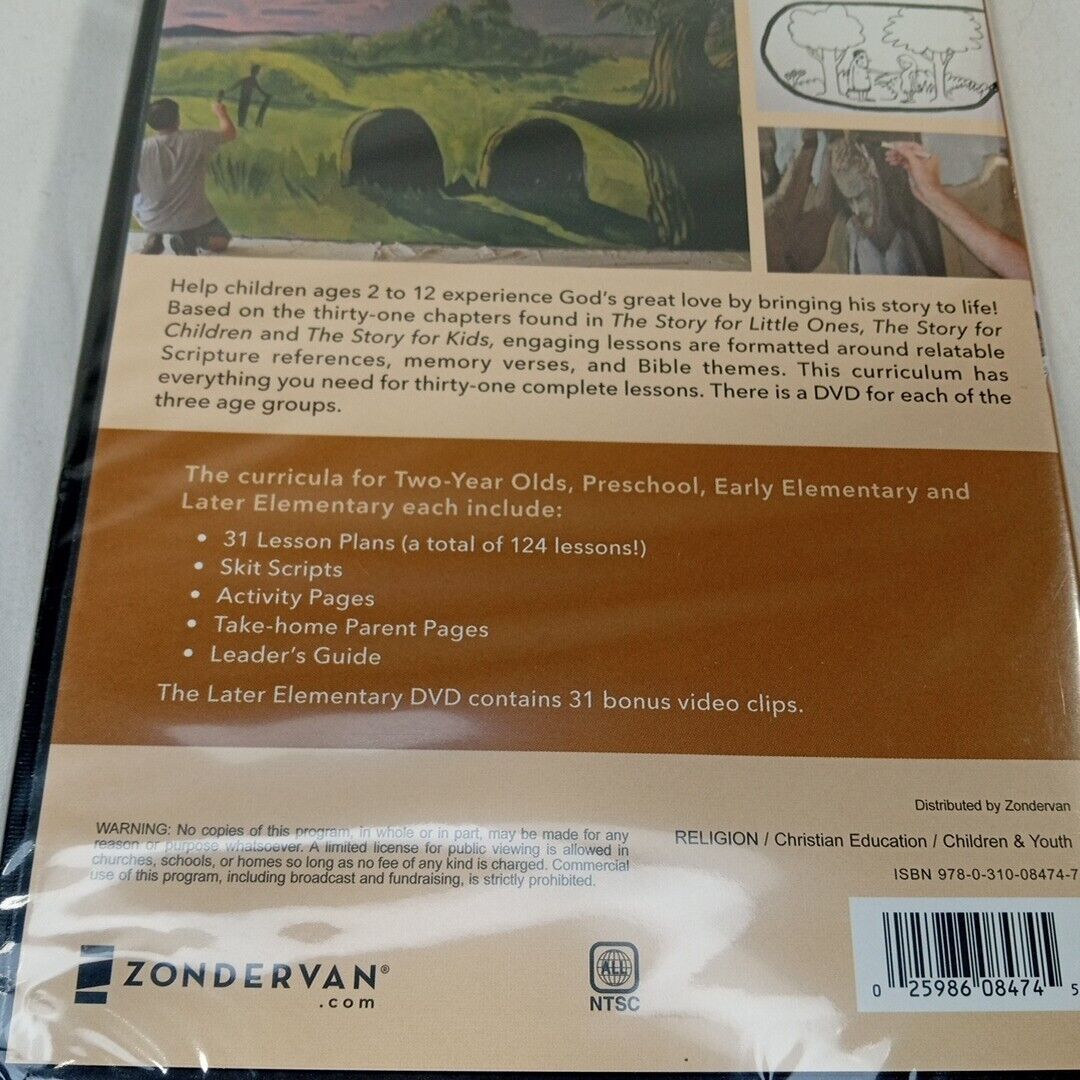 Help children ages 2 to 12 experience God's great love by bringing his story to life!
Based on the thirty-one chapters found in The Story for Little Ones, The Story for
Children and The Story for Kids, engaging lessons are formatted around relatable
Scripture references, memory verses, and Bible themes. This curriculum has
everything you need for thirty-one complete lessons. There is a DVD for each of the
three age groups.
The curricula for Two-Year Olds, Preschool, Early Elementary and
Later Elementary each include:
• 31 Lesson Plans (a total of 124 lessons!)
• Skit Scripts
• Activity Pages
• Take-home Parent Pages
• Leader's Guide
The Later Elementary DVD contains 31 bonus video clips.
WARNING: No copies of this program, in whole or in part, may be made for any
reason or purpose whatsoever. A limited license for public viewing is allowed in
churches, schools, or homes so long as no fee of any kind is charged. Commercial
use of this program, including broadcast and fundraising, is strictly prohibited.
Distributed by Zondervan
RELIGION / Christian Education / Children & Youth
ISBN 978-0-310-08474-7
ZONDERVAN®
.com
ALL
NTSC
0 25986 08474 5